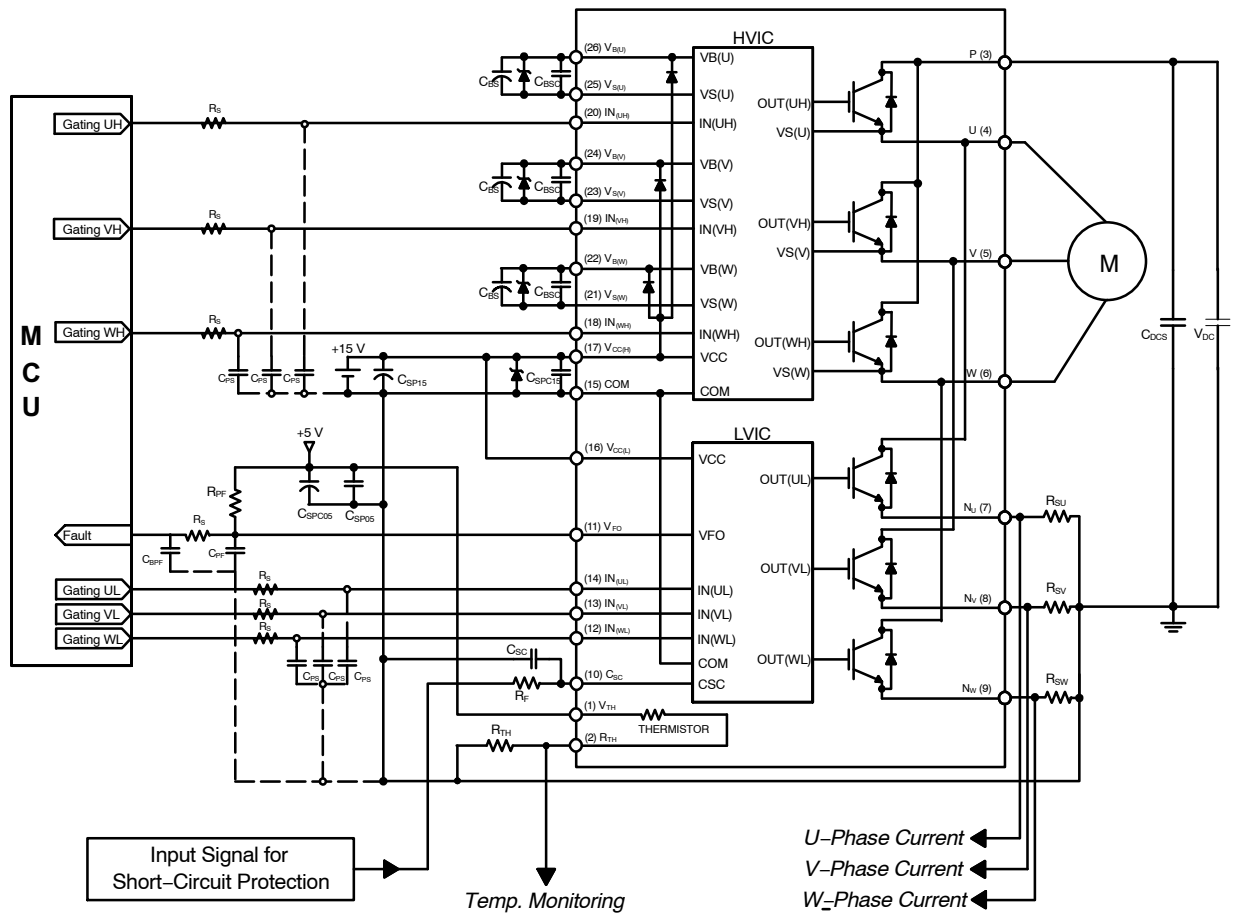 HVIC
(26) VB(U)
VB(U)
P (3)
CBS
CBSC
(25) VS(U)
VS(U)
OUT(UH)
RS
Gating UH
(20) IN(UH)
IN(UH)
VS(U)
U (4)
(24) VB(V)
VB(V)
CBS
CBSC
(23) VS(V)
VS(V)
RS
Gating VH
(19) IN(VH)
IN(VH)
OUT(VH)
VS(V)
V (5)
M
(22) VB(W)
VB(W)
CBS
CBSC
(21) VS(W)
VS(W)
RS
Gating WH
(18) IN(WH)
IN(WH)
OUT(WH)
CDCS
VDC
MCU
+15 V
(17) VCC(H)
VCC
VS(W)
W (6)
CPS
CPS
CPS
CSP15
CSPC15
(15) COM
COM
LVIC
+5 V
(16) VCC(L)
VCC
OUT(UL)
RPF
CSPC05
CSP05
NU (7)
RSU
RS
Fault
(11) VFO
VFO
CBPF
CPF
OUT(VL)
Gating UL
RS
(14) IN(UL)
IN(UL)
RSV
Gating VL
RS
(13) IN(VL)
IN(VL)
NV (8)
Gating WL
RS
(12) IN(WL)
IN(WL)
CPS
CPS
CPS
CSC
COM
OUT(WL)
RSW
RF
(10) CSC
CSC
NW (9)
(1) VTH
THERMISTOR
RTH
(2) RTH
Input Signal for
Short−Circuit Protection
Temp. Monitoring
U−Phase Current
V−Phase Current
W−Phase Current